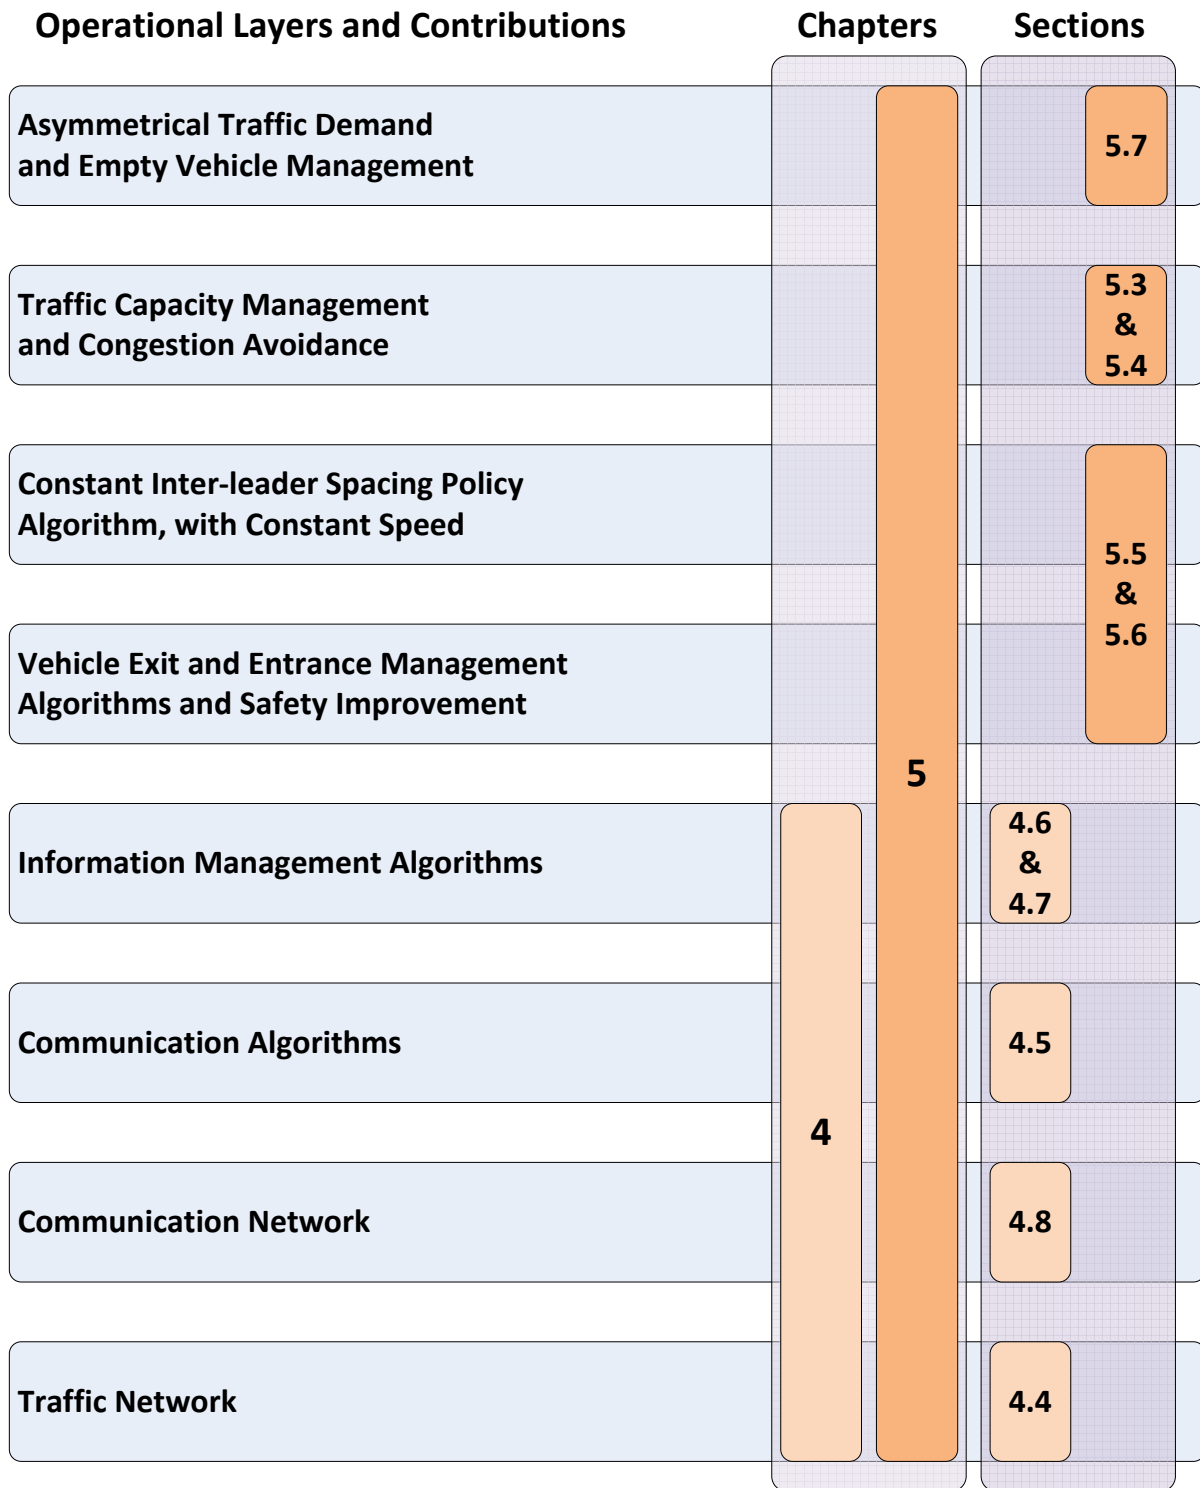 Operational Layers and Contributions
Chapters
Sections
Asymmetrical Traffic Demand
and Empty Vehicle Management
5.7
Traffic Capacity Management
and Congestion Avoidance
5.3
&
5.4
Constant Inter-leader Spacing Policy
Algorithm, with Constant Speed
5.5
&
5.6
Vehicle Exit and Entrance Management
Algorithms and Safety Improvement
5
Information Management Algorithms
4.6
&
4.7
Communication Algorithms
4.5
4
Communication Network
4.8
Traffic Network
4.4